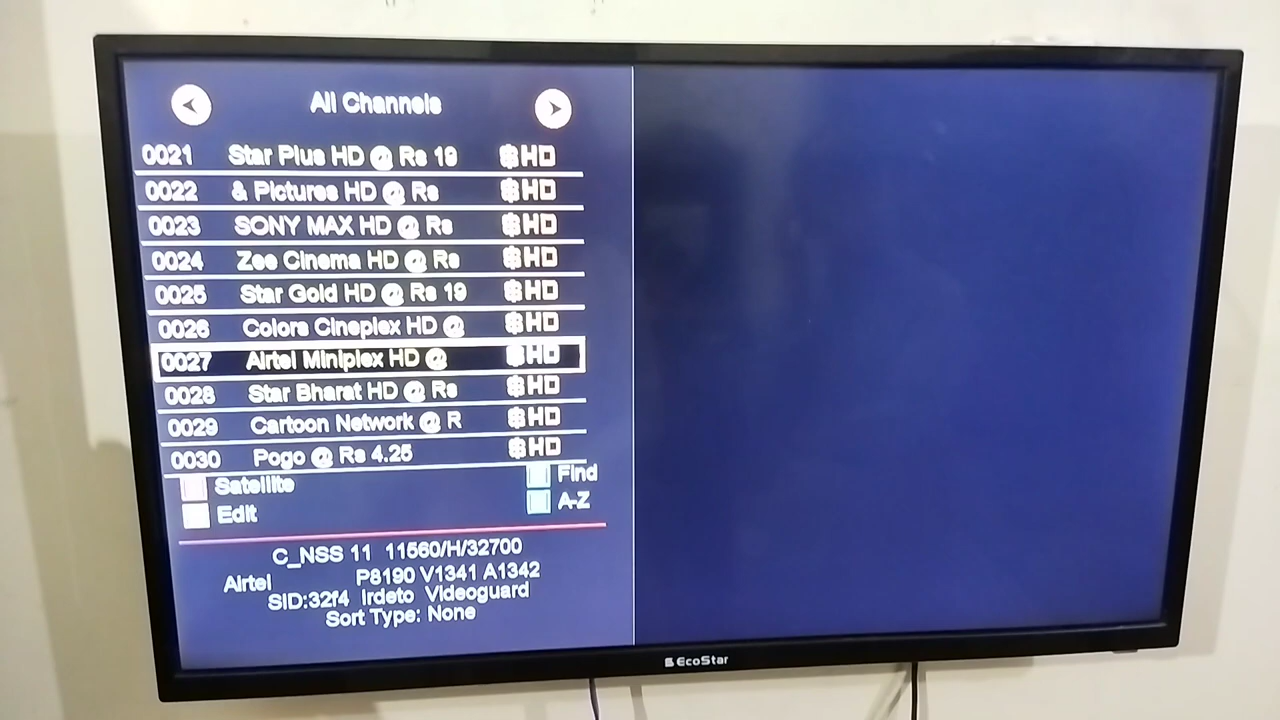 All Channels
0021 Star Plus HD @ Rs 19 $HD
0022 & Pictures HD @ Rs $HD
0023 SONY MAX HD @ Rs $HD
0024 Zee Cinema HD @ Rs $HD
0025 Star Gold HD @ Rs 19 $HD
0026 Colors Cineplex HD @ $HD
0027 Airtel Miniplex HD @ $HD
0028 Star Bharat HD @ Rs $HD
0029 Cartoon Network @ R $HD
0030 Pogo @ Rs 4.25 $HD
Satellite Find
Edit A-Z
C_NSS 11 11560/H/32700
Airtel P8190 V1341 A1342
SID:32f4 Irdeto Videoguard
Sort Type: None
EcoStar